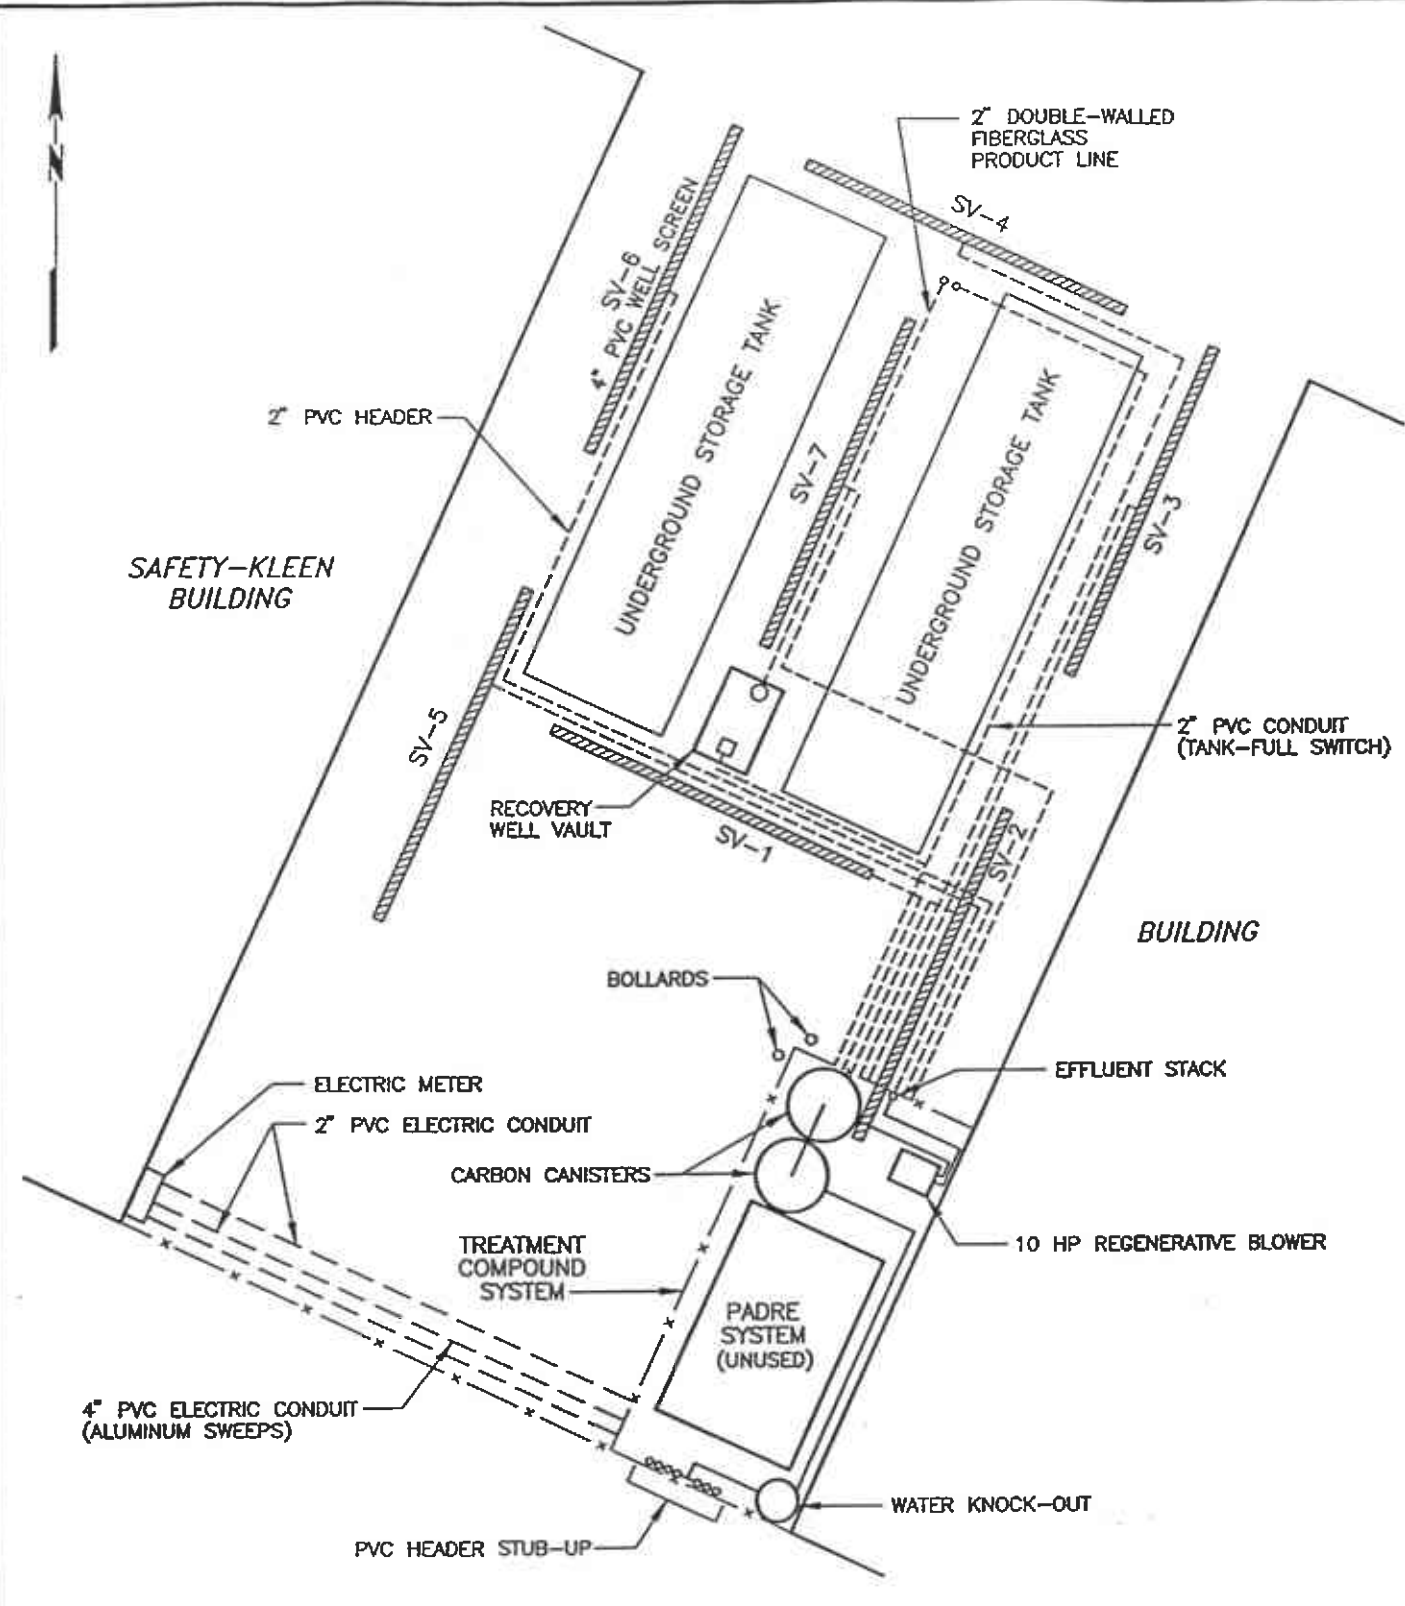 N
2" DOUBLE-WALLED
FIBERGLASS
PRODUCT LINE
SV-4
SV-6
4" PVC WELL SCREEN
UNDERGROUND STORAGE TANK
2" PVC HEADER
SV-7
UNDERGROUND STORAGE TANK
SV-3
SAFETY-KLEEN
BUILDING
SV-5
2" PVC CONDUIT
(TANK-FULL SWITCH)
RECOVERY
WELL VAULT
SV-1
SV-2
BUILDING
BOLLARDS
EFFLUENT STACK
ELECTRIC METER
2" PVC ELECTRIC CONDUIT
CARBON CANISTERS
10 HP REGENERATIVE BLOWER
TREATMENT
COMPOUND
SYSTEM
PADRE
SYSTEM
(UNUSED)
4" PVC ELECTRIC CONDUIT
(ALUMINUM SWEEPS)
WATER KNOCK-OUT
PVC HEADER STUB-UP